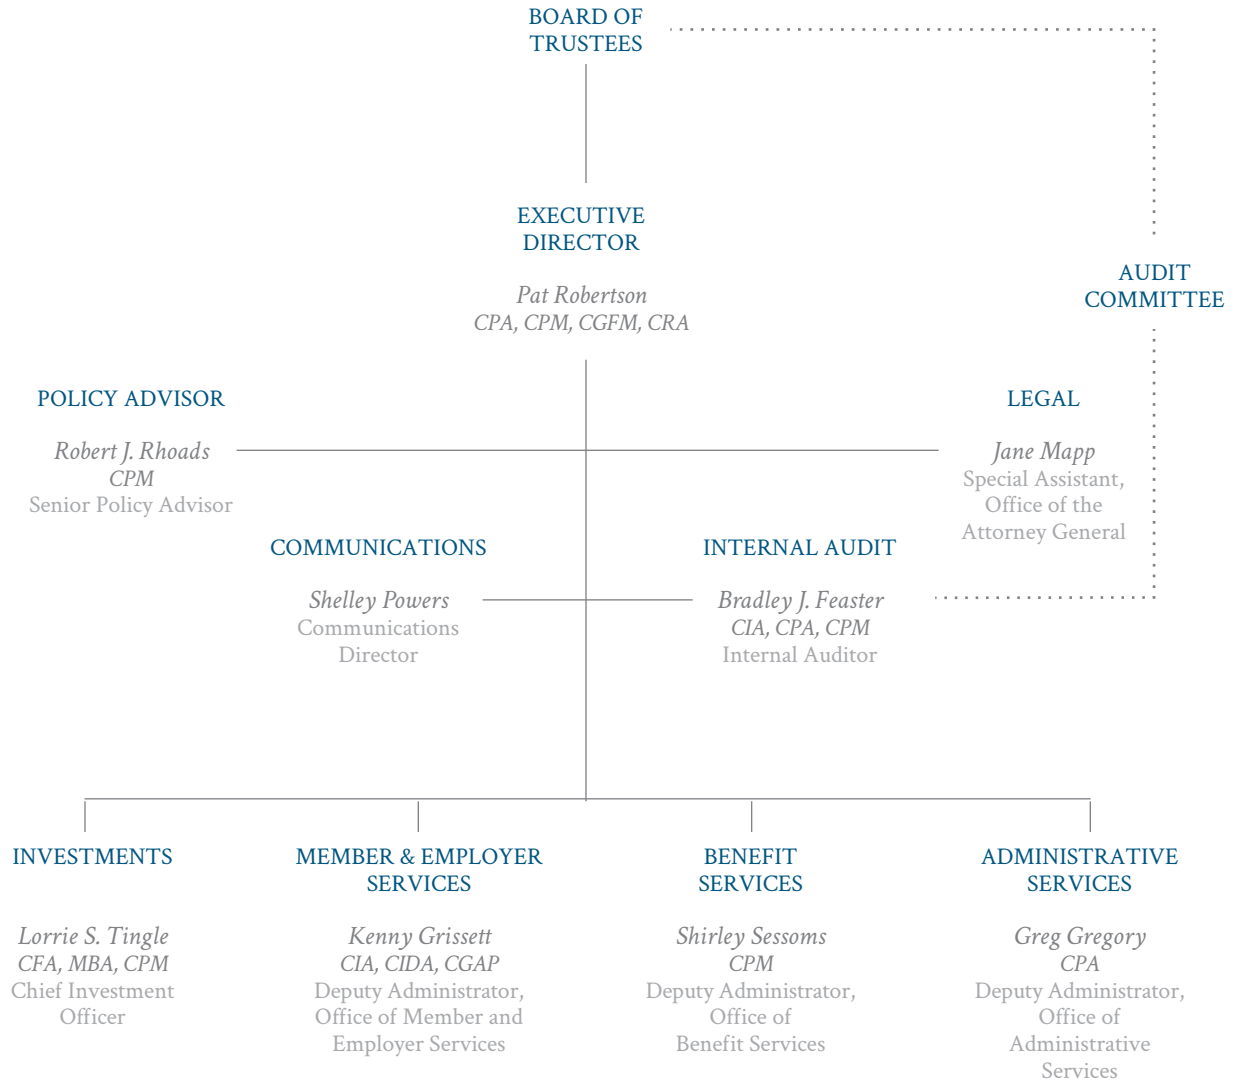 BOARD OF
TRUSTEES
EXECUTIVE
DIRECTOR
Pat Robertson
CPA, CPM, CGFM, CRA
AUDIT
COMMITTEE
POLICY ADVISOR
Robert J. Rhoads
CPM
Senior Policy Advisor
LEGAL
Jane Mapp
Special Assistant,
Office of the
Attorney General
COMMUNICATIONS
Shelley Powers
Communications
Director
INTERNAL AUDIT
Bradley J. Feaster
CIA, CPA, CPM
Internal Auditor
INVESTMENTS
Lorrie S. Tingle
CFA, MBA, CPM
Chief Investment
Officer
MEMBER & EMPLOYER
SERVICES
Kenny Grissett
CIA, CIDA, CGAP
Deputy Administrator,
Office of Member and
Employer Services
BENEFIT
SERVICES
Shirley Sessoms
CPM
Deputy Administrator,
Office of
Benefit Services
ADMINISTRATIVE
SERVICES
Greg Gregory
CPA
Deputy Administrator,
Office of
Administrative
Services